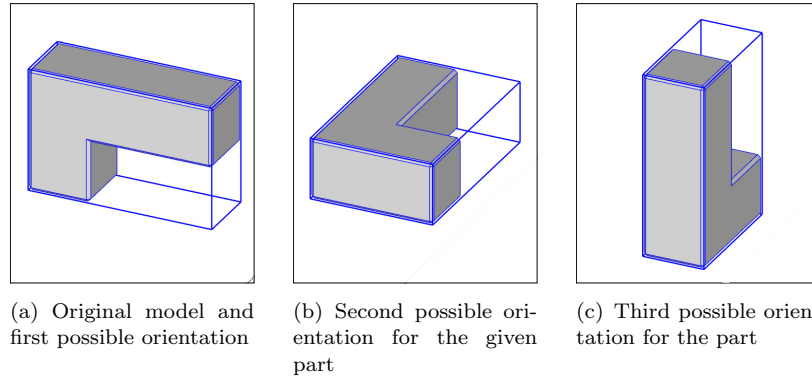 (a) Original model and
first possible orientation
(b) Second possible ori-
entation for the given
part
(c) Third possible orien
tation for the part